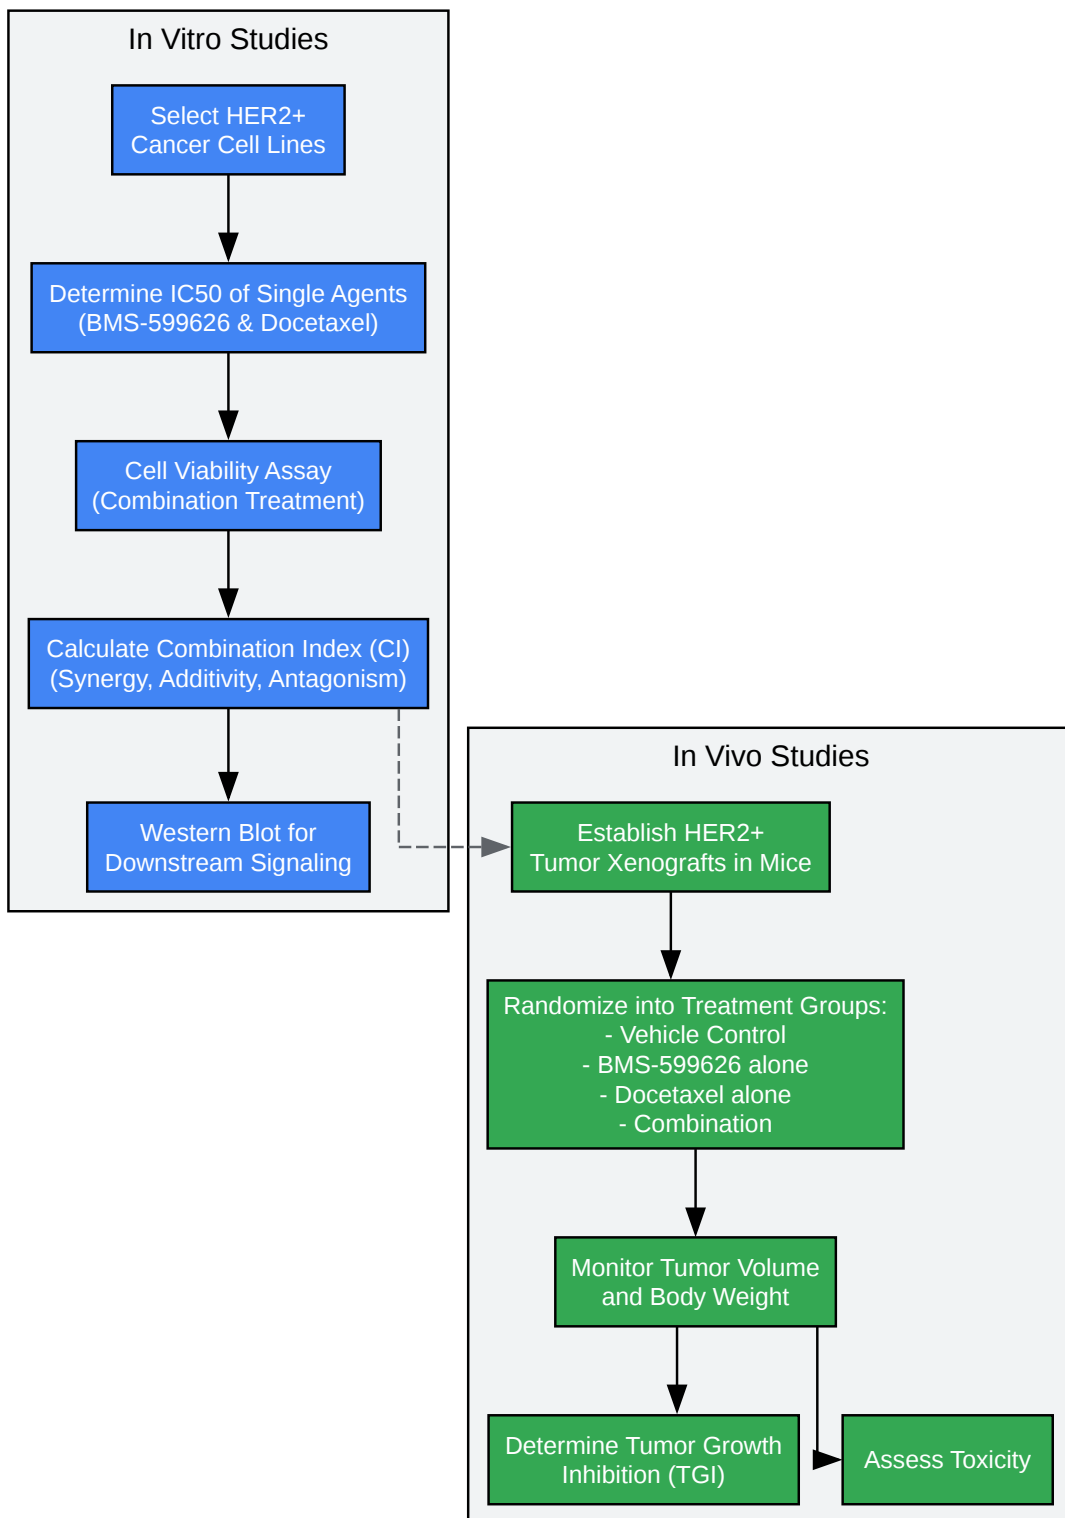 In Vitro Studies
Select HER2+
Cancer Cell Lines
Determine IC50 of Single Agents
(BMS-599626 & Docetaxel)
Cell Viability Assay
(Combination Treatment)
Calculate Combination Index (CI)
(Synergy, Additivity, Antagonism)
Western Blot for
Downstream Signaling
In Vivo Studies
Establish HER2+
Tumor Xenografts in Mice
Randomize into Treatment Groups:
- Vehicle Control
- BMS-599626 alone
- Docetaxel alone
- Combination
Monitor Tumor Volume
and Body Weight
Determine Tumor Growth
Inhibition (TGI)
Assess Toxicity